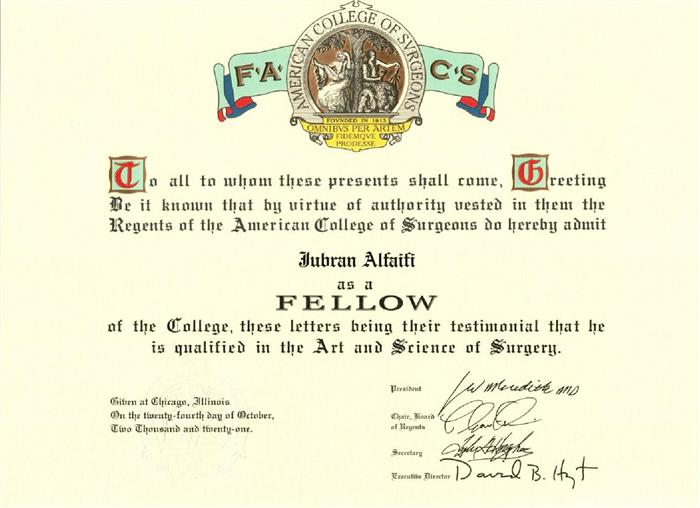 F·A·
C·S·
AMERICAN COLLEGE OF SVRGEONS
FOVNDED IN 1913
OMNIBVS PER ARTEM
FIDEMQVE
PRODESSE
To all to whom these presents shall come, Greeting
Be it known that by virtue of authority vested in them the
Regents of the American College of Surgeons do hereby admit
Jubran Alfaifi
as a
FELLOW
of the College, these letters being their testimonial that he
is qualified in the Art and Science of Surgery.
Given at Chicago, Illinois
On the twenty-fourth day of October,
Two Thousand and twenty-one.
President
J W Meredith MD
Chair, Board
of Regents
Secretary
Executive Director
David B. Hoyt